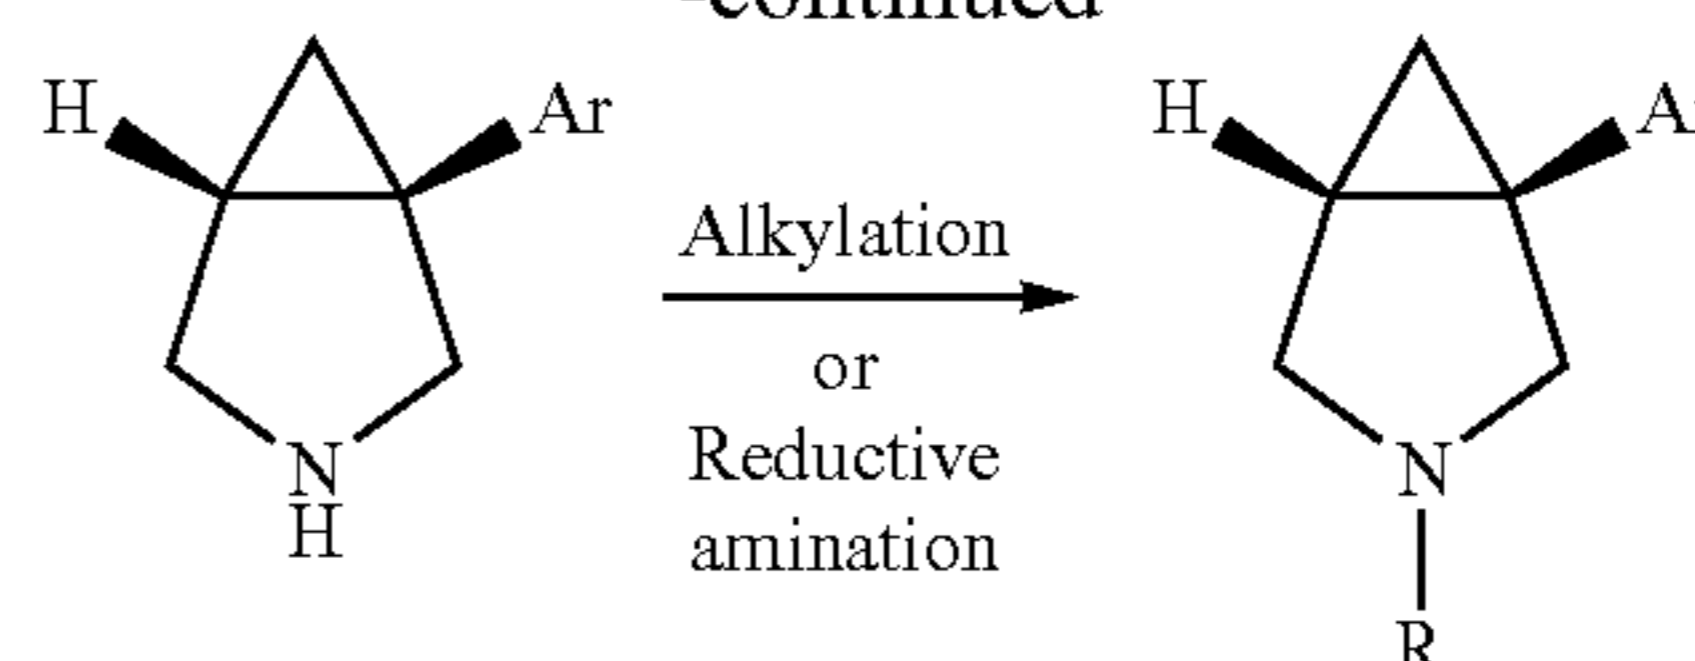 -continued
H
Ar
H
A
Alkylation
or
Reductive
amination
N
H
N
R